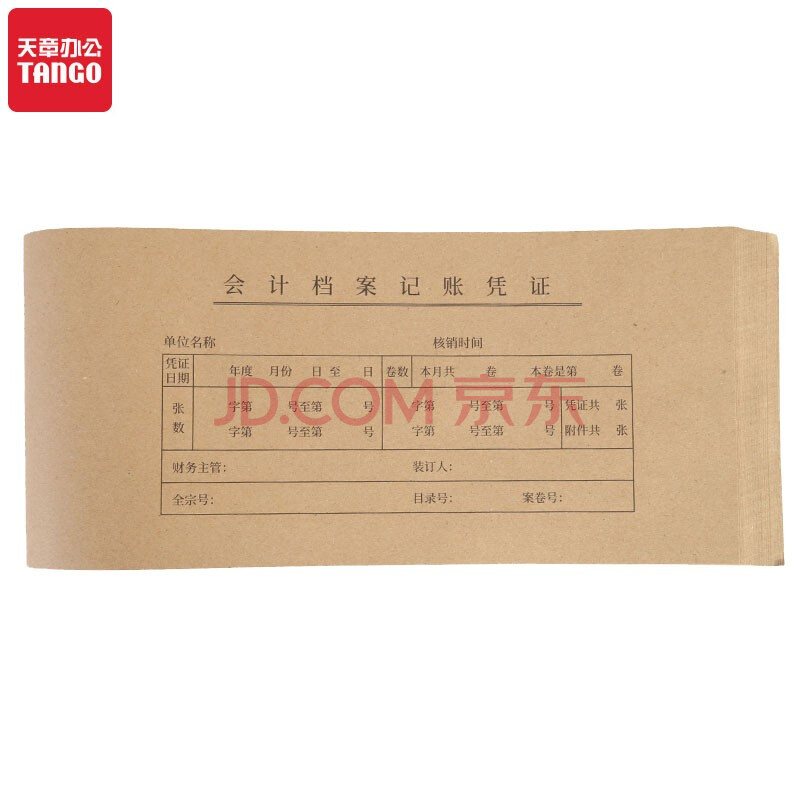 天章办公
TANGO
会计档案记账凭证
单位名称 核销时间
凭证日期 年度 月份 日 至 日 卷数 本月共 卷 本卷是第 卷
JD.COM 京东
张数 字第 号至第 号 字第 号至第 号 凭证共 张
字第 号至第 号 字第 号至第 号 附件共 张
财务主管： 装订人：
全宗号： 目录号： 案卷号：